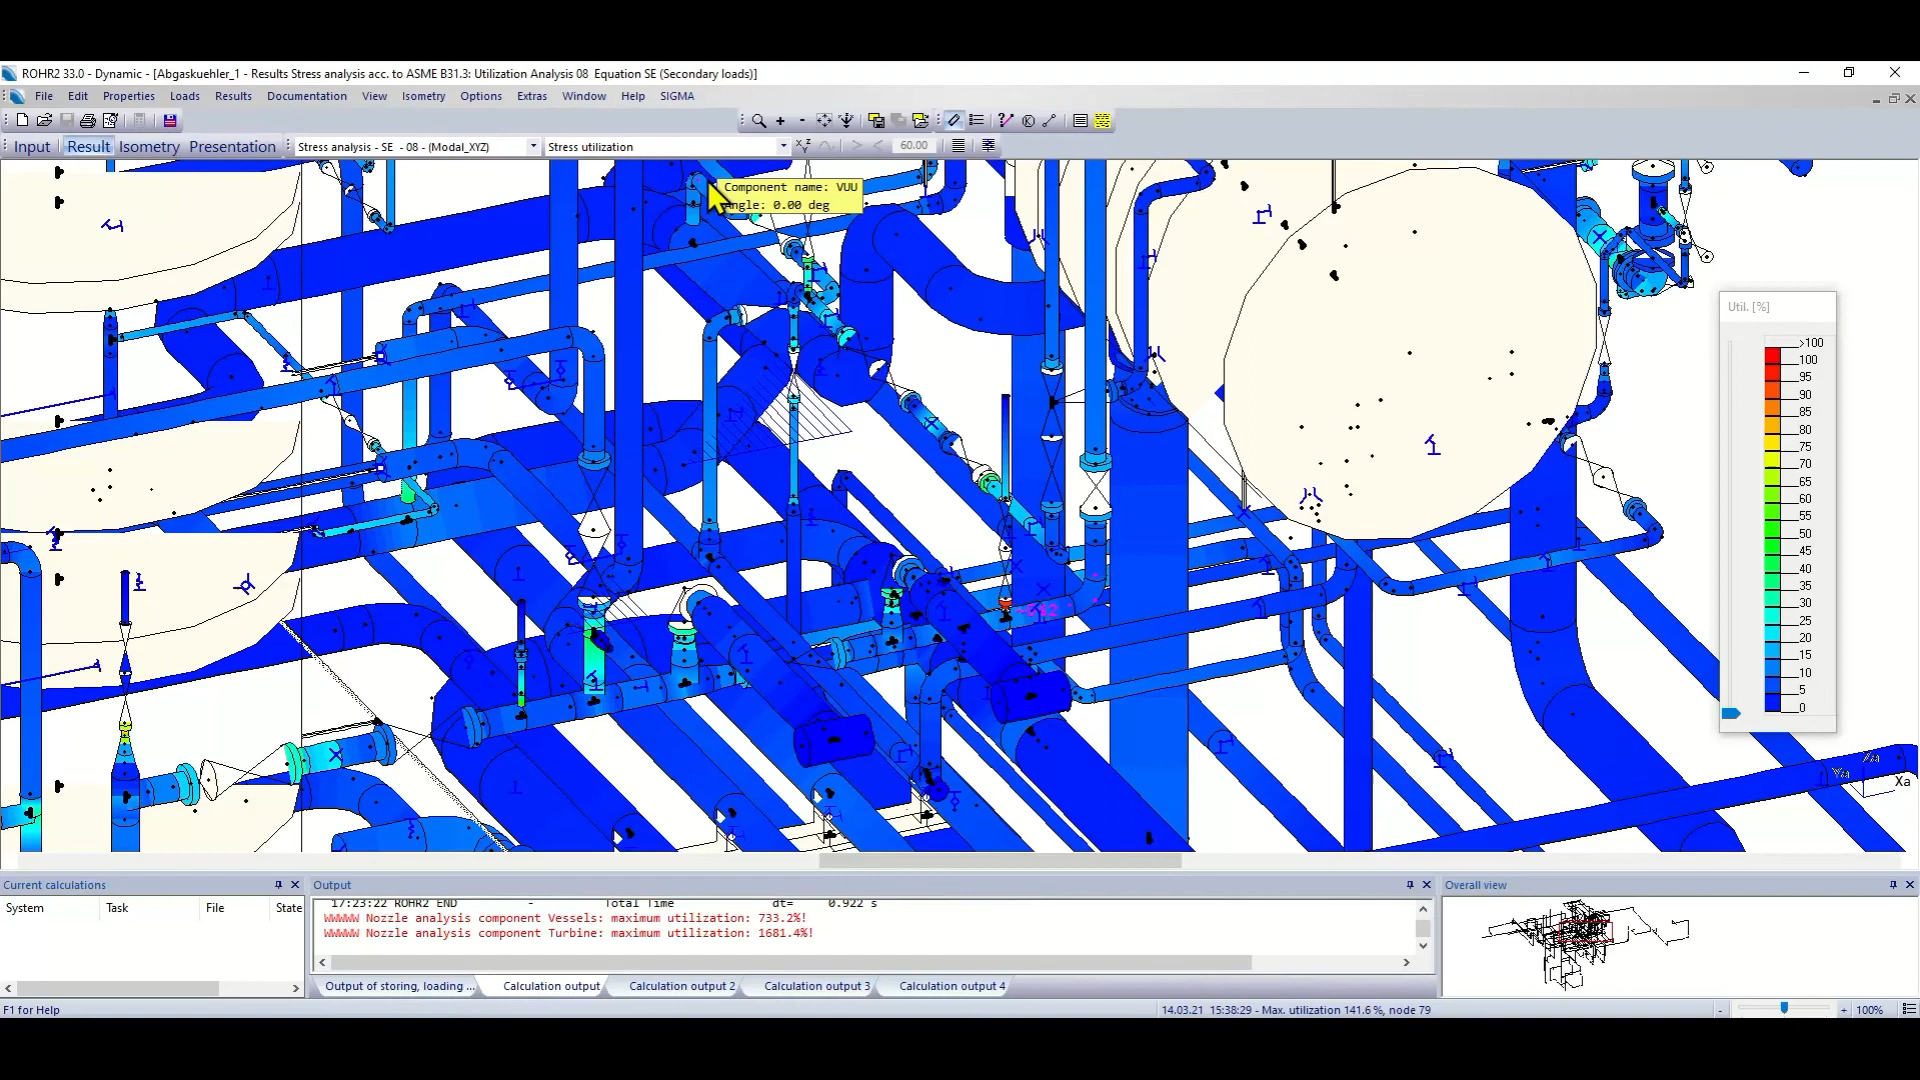 ROHR2 33.0 - Dynamic - [Abgaskuehler_1 - Results Stress analysis acc. to ASME B31.3: Utilization Analysis 08 Equation SE (Secondary loads)]
File Edit Properties Loads Results Documentation View Isometry Options Extras Window Help SIGMA
Input Result Isometry Presentation Stress analysis - SE - 08 - (Modal_XYZ) Stress utilization 60.00
Component name: VUU
Angle: 0.00 deg
Util. [%]
>100
100
95
90
85
80
75
70
65
60
55
50
45
40
35
30
25
20
15
10
5
0
Ya
Za
Xa
Current calculations
System Task File State
Output
17:23:22 ROHR2 END - Total Time dt= 0.922 s
WWWWW Nozzle analysis component Vessels: maximum utilization: 733.2%!
WWWWW Nozzle analysis component Turbine: maximum utilization: 1681.4%!
Output of storing, loading ... Calculation output Calculation output 2 Calculation output 3 Calculation output 4
Overall view
F1 for Help
14.03.21 15:38:29 - Max. utilization 141.6 %, node 79
- + 100%